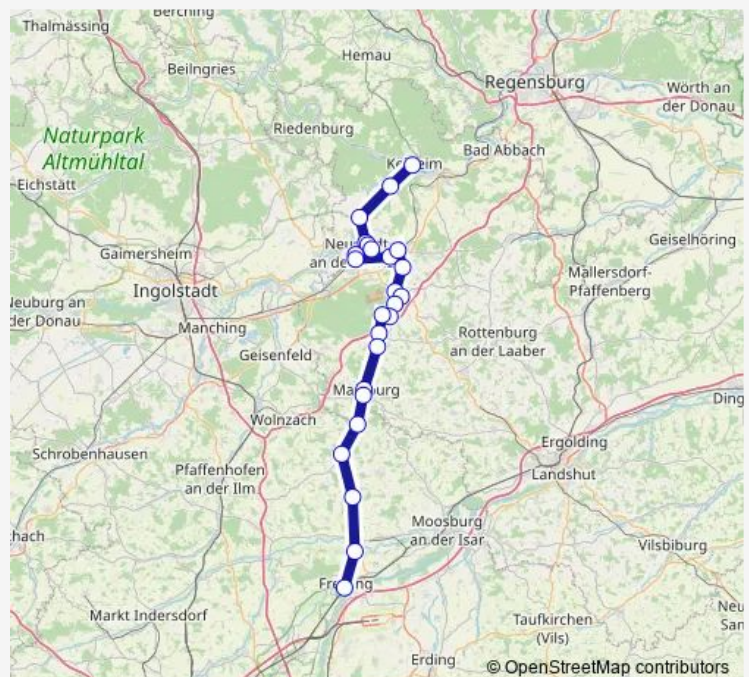 Thalmässing
Berching
Beilngries
Hemau
Regensburg
Wörth an
der Donau
Riedenburg
Naturpark
Altmühltal
Bad Abbach
Eichstätt
Geiselhöring
Gaimersheim
Ingolstadt
Mallersdorf-
Pfaffenberg
Neuburg an
der Donau
Manching
Rottenburg
an der Laaber
Geisenfeld
Wolnzach
Schrobenhausen
Ergolding
Pfaffenhofen
an der Ilm
Landshut
Moosburg
an der Isar
Vilsbiburg
Markt Indersdorf
Taufkirchen
(Vils)
Erding
© OpenStreetMap contributors